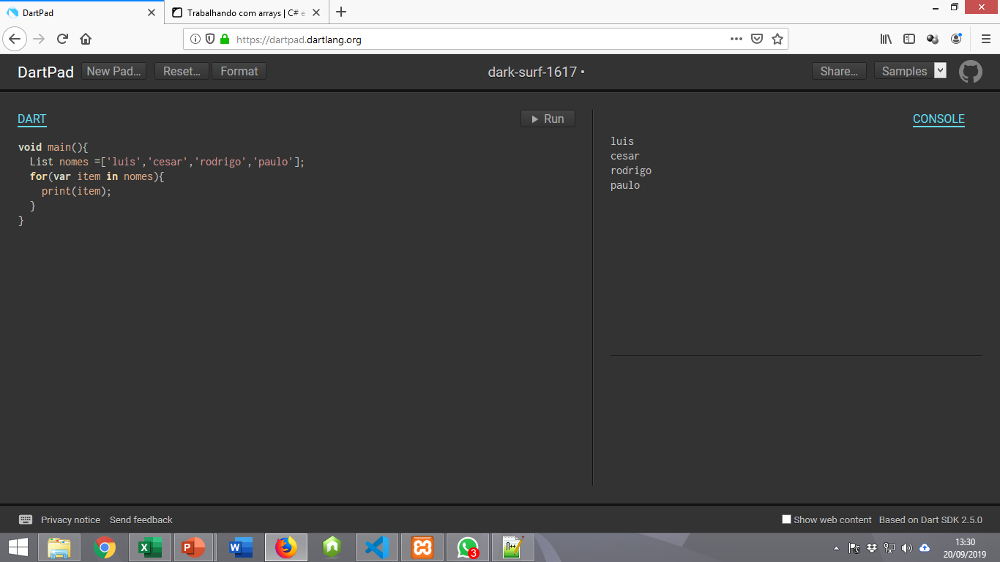 DartPad
Trabalhando com arrays | C# e
https://dartpad.dartlang.org
DartPad
New Pad...
Reset...
Format
dark-surf-1617 •
Share...
Samples
DART
Run
CONSOLE
void main(){
  List nomes =['luis','cesar','rodrigo','paulo'];
  for(var item in nomes){
    print(item);
  }
}
luis
cesar
rodrigo
paulo
Privacy notice
Send feedback
Show web content
Based on Dart SDK 2.5.0
3
13:30
20/09/2019